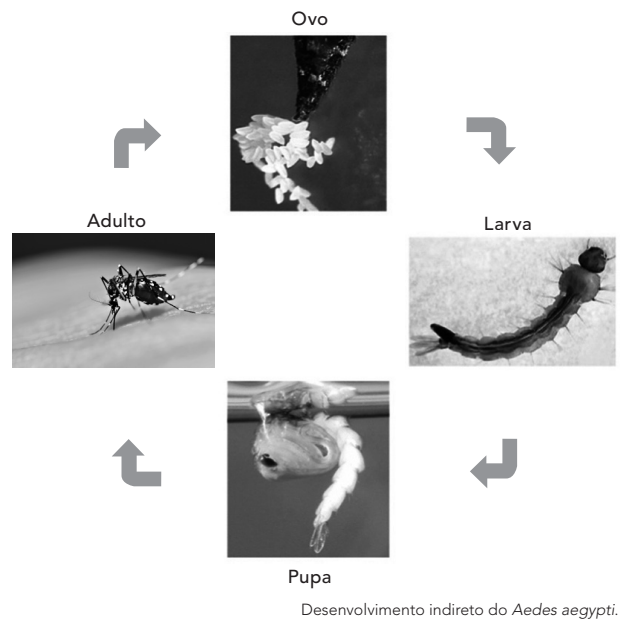 Ovo
Adulto
Larva
Pupa
Desenvolvimento indireto do Aedes aegypti.